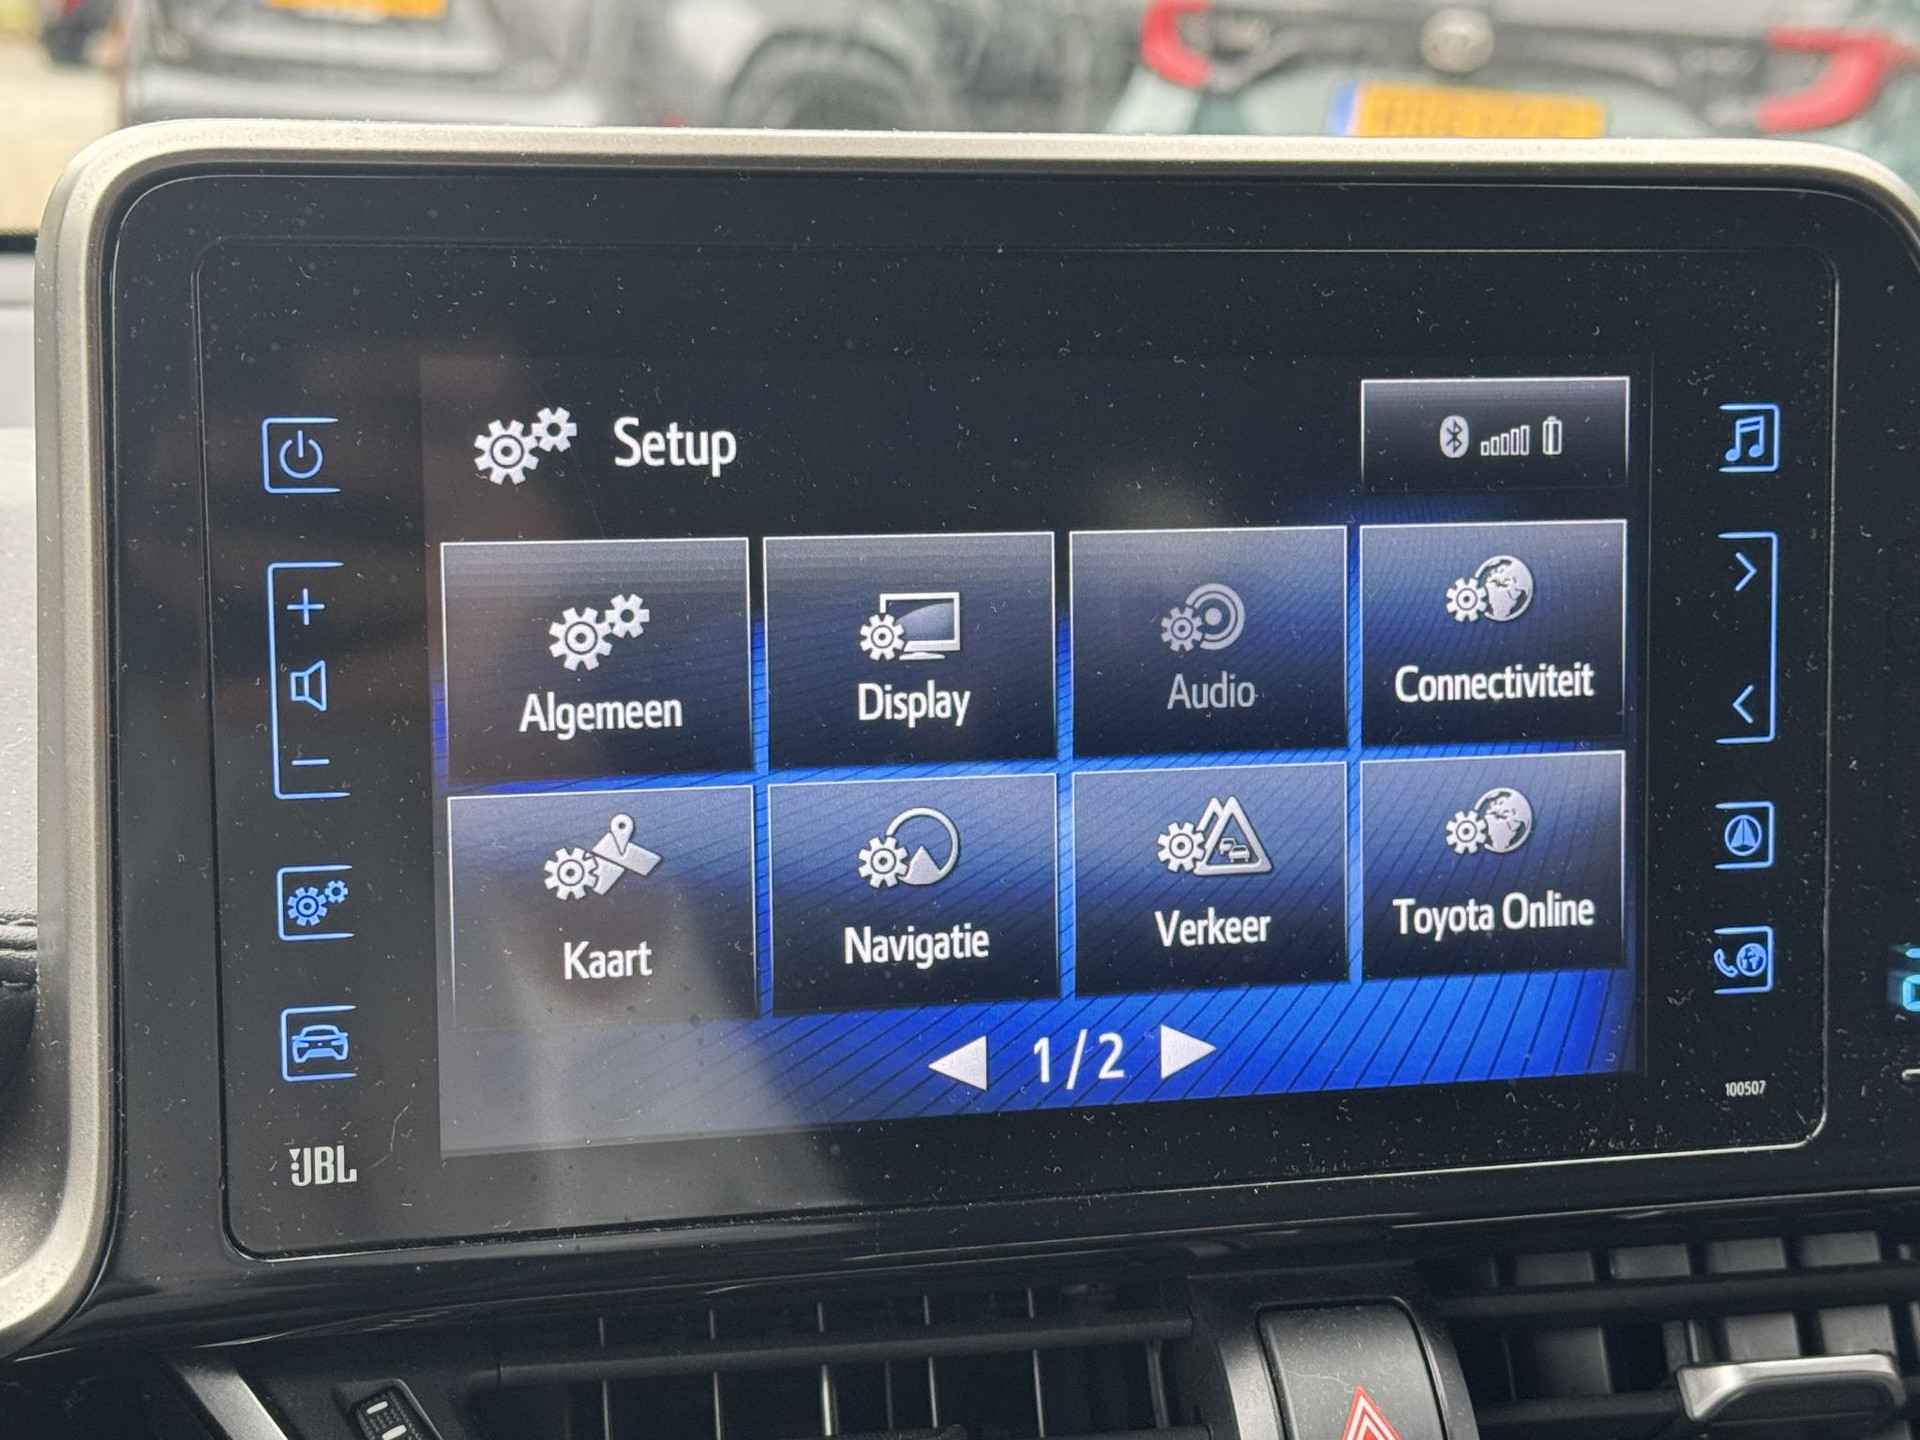 Setup
Algemeen
Display
Audio
Connectiviteit
Kaart
Navigatie
Verkeer
Toyota Online
1/2
100507
JBL